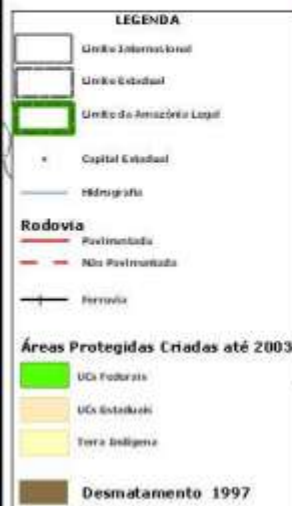 LEGENDA
Limite Internacional
Limite Estadual
Limite da Amazônia Legal
Capital Estadual
Hidrografia
Rodovia
Pavimentada
Não Pavimentada
Ferrovia
Áreas Protegidas Criadas até 2003
UCs Federais
UCs Estaduais
Terra Indígena
Desmatamento 1997